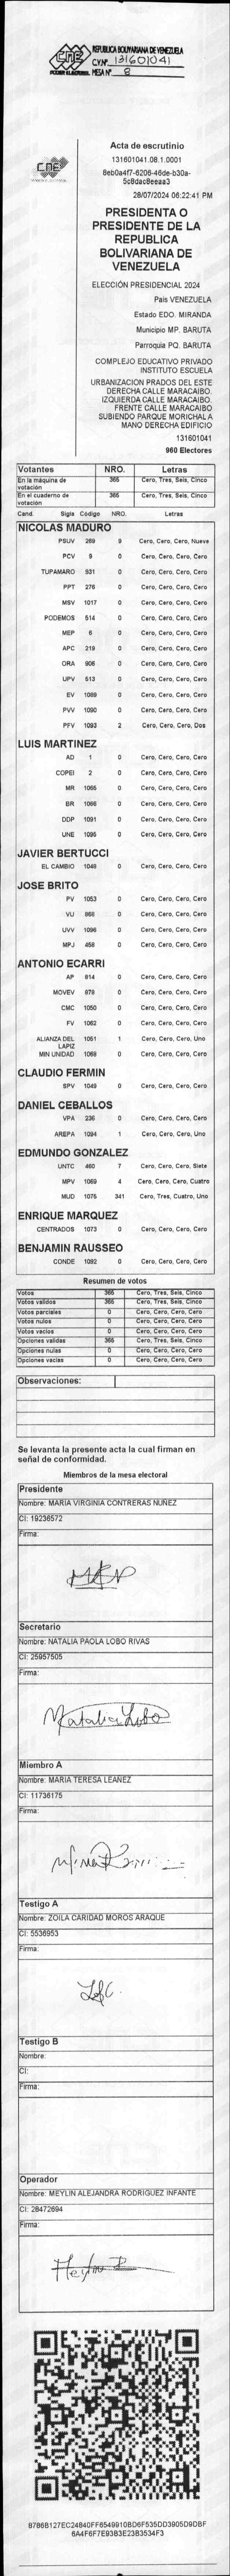 CNE
PODER ELECTORAL
REPUBLICA BOLIVARIANA DE VENEZUELA
C.V.Nº 131601041
MESA Nº 8
CNE
Acta de escrutinio
131601041.08.1.0001
8eb0a4f7-6206-46de-b30a-
5c8dac8eeaa3
28/07/2024 06:22:41 PM
PRESIDENTA O
PRESIDENTE DE LA
REPUBLICA
BOLIVARIANA DE
VENEZUELA
ELECCIÓN PRESIDENCIAL 2024
Pais VENEZUELA
Estado EDO. MIRANDA
Municipio MP. BARUTA
Parroquia PQ. BARUTA
COMPLEJO EDUCATIVO PRIVADO
INSTITUTO ESCUELA
URBANIZACION PRADOS DEL ESTE
DERECHA CALLE MARACAIBO.
IZQUIERDA CALLE MARACAIBO.
FRENTE CALLE MARACAIBO
SUBIENDO PARQUE MORICHAL A
MANO DERECHA EDIFICIO
131601041
960 Electores
Votantes NRO. Letras
En la máquina de votación 365 Cero, Tres, Seis, Cinco
En el cuaderno de votación 365 Cero, Tres, Seis, Cinco
Cand. Sigla Código NRO. Letras
NICOLAS MADURO
PSUV 269 9 Cero, Cero, Cero, Nueve
PCV 9 0 Cero, Cero, Cero, Cero
TUPAMARO 931 0 Cero, Cero, Cero, Cero
PPT 276 0 Cero, Cero, Cero, Cero
MSV 1017 0 Cero, Cero, Cero, Cero
PODEMOS 514 0 Cero, Cero, Cero, Cero
MEP 6 0 Cero, Cero, Cero, Cero
APC 219 0 Cero, Cero, Cero, Cero
ORA 906 0 Cero, Cero, Cero, Cero
UPV 513 0 Cero, Cero, Cero, Cero
EV 1089 0 Cero, Cero, Cero, Cero
PVV 1090 0 Cero, Cero, Cero, Cero
PFV 1093 2 Cero, Cero, Cero, Dos
LUIS MARTINEZ
AD 1 0 Cero, Cero, Cero, Cero
COPEI 2 0 Cero, Cero, Cero, Cero
MR 1065 0 Cero, Cero, Cero, Cero
BR 1066 0 Cero, Cero, Cero, Cero
DDP 1091 0 Cero, Cero, Cero, Cero
UNE 1095 0 Cero, Cero, Cero, Cero
JAVIER BERTUCCI
EL CAMBIO 1048 0 Cero, Cero, Cero, Cero
JOSE BRITO
PV 1053 0 Cero, Cero, Cero, Cero
VU 868 0 Cero, Cero, Cero, Cero
UVV 1096 0 Cero, Cero, Cero, Cero
MPJ 458 0 Cero, Cero, Cero, Cero
ANTONIO ECARRI
AP 814 0 Cero, Cero, Cero, Cero
MOVEV 879 0 Cero, Cero, Cero, Cero
CMC 1050 0 Cero, Cero, Cero, Cero
FV 1062 0 Cero, Cero, Cero, Cero
ALIANZA DEL LAPIZ 1051 1 Cero, Cero, Cero, Uno
MIN UNIDAD 1068 0 Cero, Cero, Cero, Cero
CLAUDIO FERMIN
SPV 1049 0 Cero, Cero, Cero, Cero
DANIEL CEBALLOS
VPA 236 0 Cero, Cero, Cero, Cero
AREPA 1094 1 Cero, Cero, Cero, Uno
EDMUNDO GONZALEZ
UNTC 460 7 Cero, Cero, Cero, Siete
MPV 1069 4 Cero, Cero, Cero, Cuatro
MUD 1075 341 Cero, Tres, Cuatro, Uno
ENRIQUE MARQUEZ
CENTRADOS 1073 0 Cero, Cero, Cero, Cero
BENJAMIN RAUSSEO
CONDE 1092 0 Cero, Cero, Cero, Cero
Resumen de votos
Votos 365 Cero, Tres, Seis, Cinco
Votos validos 365 Cero, Tres, Seis, Cinco
Votos parciales 0 Cero, Cero, Cero, Cero
Votos nulos 0 Cero, Cero, Cero, Cero
Votos vacios 0 Cero, Cero, Cero, Cero
Opciones validas 365 Cero, Tres, Seis, Cinco
Opciones nulas 0 Cero, Cero, Cero, Cero
Opciones vacias 0 Cero, Cero, Cero, Cero
Observaciones:
Se levanta la presente acta la cual firman en
señal de conformidad.
Miembros de la mesa electoral
Presidente
Nombre: MARIA VIRGINIA CONTRERAS NUÑEZ
CI: 19236572
Firma:
Secretario
Nombre: NATALIA PAOLA LOBO RIVAS
CI: 25957505
Firma:
Natalia Lobo
Miembro A
Nombre: MARIA TERESA LEAÑEZ
CI: 11736175
Firma:
Testigo A
Nombre: ZOILA CARIDAD MOROS ARAQUE
CI: 5536953
Firma:
Testigo B
Nombre:
CI:
Firma:
Operador
Nombre: MEYLIN ALEJANDRA RODRIGUEZ INFANTE
CI: 28472694
Firma:
Meylin R
B786B127EC24840FF6549910BD6F535DD3905D9DBF
6A4F6F7E93B3E23B3534F3